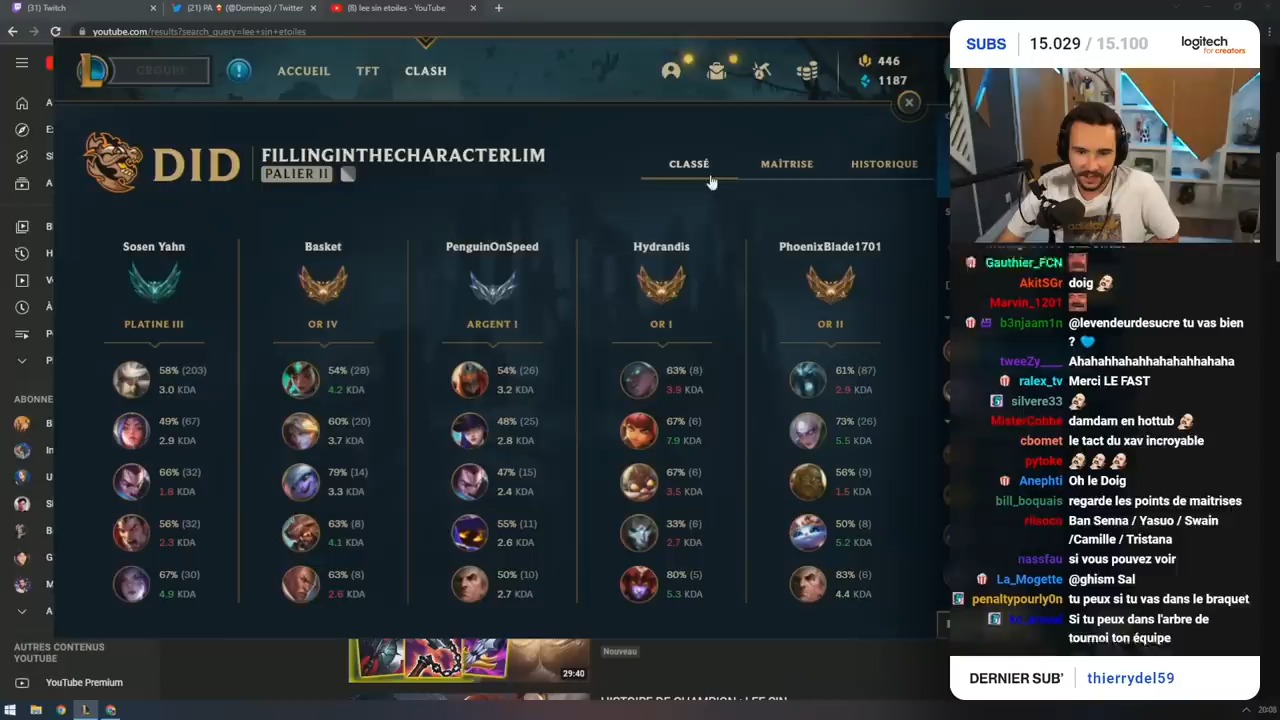 (31) Twitch
(21) PA (@Domingo) / Twitter
(8) lee sin etoiles - YouTube
youtube.com/results?search_query=lee+sin+etoiles
GROUPE
ACCUEIL
TFT
CLASH
446
1187
DID
FILLINGINTHECHARACTERLIM
PALIER II
CLASSÉ
MAÎTRISE
HISTORIQUE
Sosen Yahn
PLATINE III
58% (203)
3.0 KDA
49% (67)
2.9 KDA
66% (32)
1.8 KDA
56% (32)
2.3 KDA
67% (30)
4.9 KDA
Basket
OR IV
54% (28)
4.2 KDA
60% (20)
3.7 KDA
79% (14)
3.3 KDA
63% (8)
4.1 KDA
63% (8)
2.6 KDA
PenguinOnSpeed
ARGENT I
54% (26)
3.2 KDA
48% (25)
2.8 KDA
47% (15)
2.4 KDA
55% (11)
2.6 KDA
50% (10)
2.7 KDA
Hydrandis
OR I
63% (8)
3.9 KDA
67% (6)
7.9 KDA
67% (6)
3.5 KDA
33% (6)
2.7 KDA
80% (5)
5.3 KDA
PhoenixBlade1701
OR II
61% (87)
2.9 KDA
73% (26)
5.5 KDA
56% (9)
1.5 KDA
50% (8)
5.2 KDA
83% (6)
4.4 KDA
ABONNE
AUTRES CONTENUS
YOUTUBE
YouTube Premium
29:40
Nouveau
HISTOIRE DE CHAMPION : LEE SIN
SUBS
15.029 / 15.100
logitech
for creators
Gauthier_FCN
AkitSGr doig
Marvin_1201
b3njaam1n @levendeurdesucre tu vas bien
?
tweeZy____ Ahahahhahahhahahahhahaha
ralex_tv Merci LE FAST
silvere33
MisterCobbe damdam en hottub
cbomet le tact du xav incroyable
pytoke
Anephti Oh le Doig
bill_boquais regarde les points de maitrises
riisoco Ban Senna / Yasuo / Swain
/Camille / Tristana
nassfau si vous pouvez voir
La_Mogette @ghism Sal
penaltypourly0n tu peux si tu vas dans le braquet
Si tu peux dans l'arbre de
tournoi ton équipe
DERNIER SUB'
thierrydel59
20:08